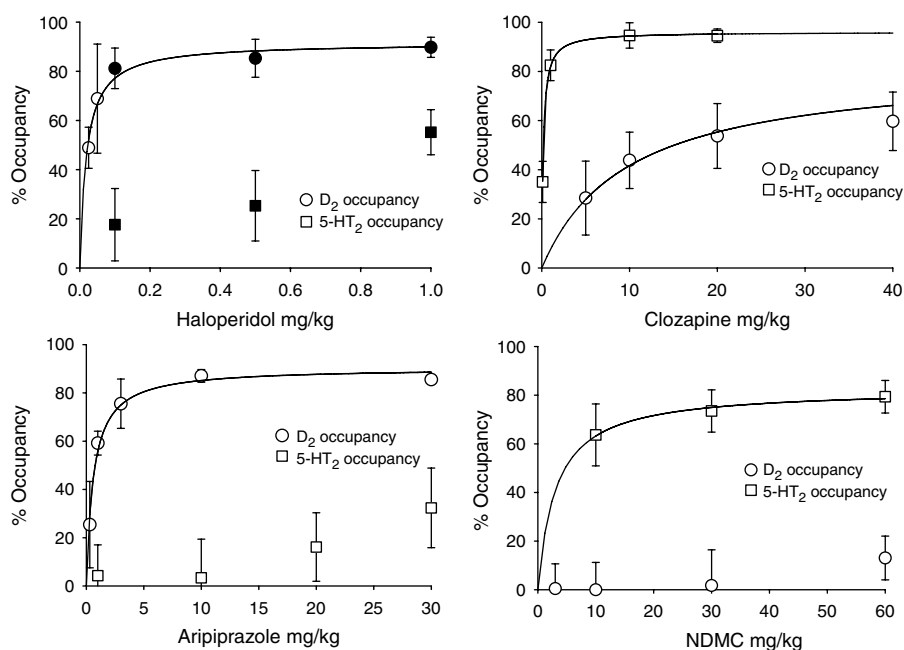 100
80
60
40
20
0
% Occupancy
D2 occupancy
5-HT2 occupancy
0.0 0.2 0.4 0.6 0.8 1.0
Haloperidol mg/kg
100
80
60
40
20
0
% Occupancy
D2 occupancy
5-HT2 occupancy
0 10 20 30 40
Clozapine mg/kg
100
80
60
40
20
0
% Occupancy
D2 occupancy
5-HT2 occupancy
0 5 10 15 20 25 30
Aripiprazole mg/kg
100
80
60
40
20
0
% Occupancy
D2 occupancy
5-HT2 occupancy
0 10 20 30 40 50 60
NDMC mg/kg